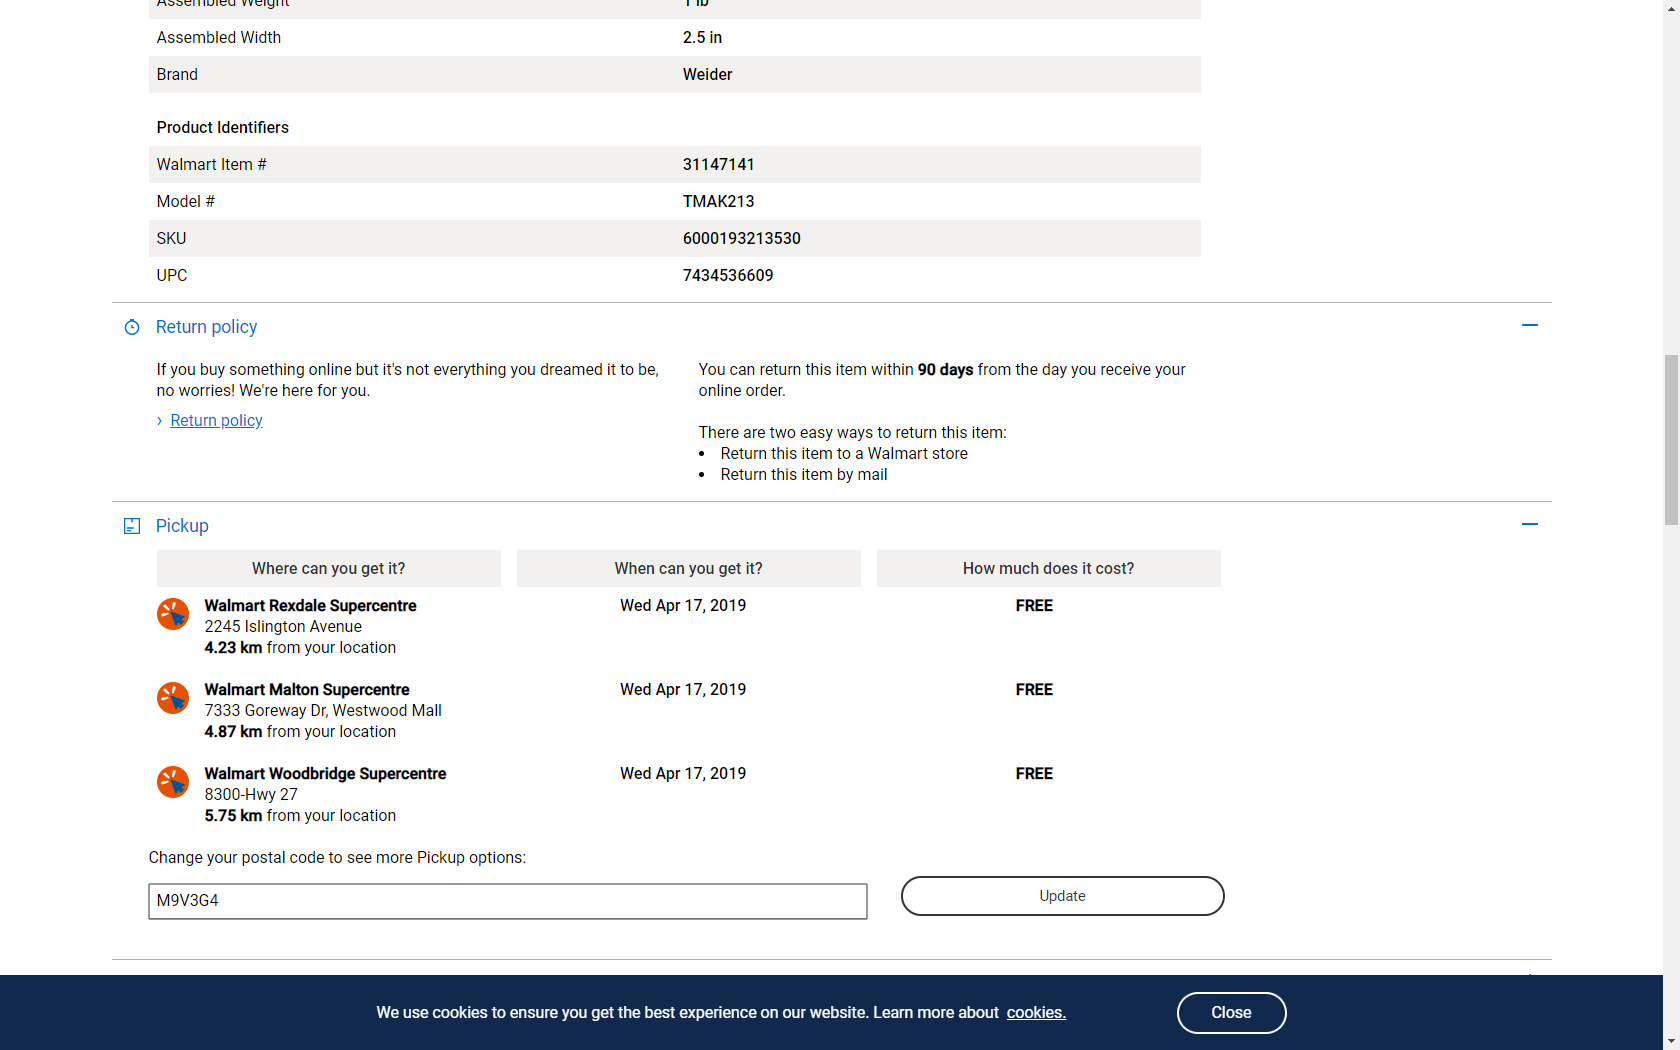 Assembled Weight 1 lb
Assembled Width 2.5 in
Brand Weider
Product Identifiers
Walmart Item # 31147141
Model # TMAK213
SKU 6000193213530
UPC 7434536609
Return policy
If you buy something online but it's not everything you dreamed it to be,
no worries! We're here for you.
› Return policy
You can return this item within 90 days from the day you receive your
online order.
There are two easy ways to return this item:
• Return this item to a Walmart store
• Return this item by mail
Pickup
Where can you get it? When can you get it? How much does it cost?
Walmart Rexdale Supercentre Wed Apr 17, 2019 FREE
2245 Islington Avenue
4.23 km from your location
Walmart Malton Supercentre Wed Apr 17, 2019 FREE
7333 Goreway Dr, Westwood Mall
4.87 km from your location
Walmart Woodbridge Supercentre Wed Apr 17, 2019 FREE
8300-Hwy 27
5.75 km from your location
Change your postal code to see more Pickup options:
M9V3G4 Update
We use cookies to ensure you get the best experience on our website. Learn more about cookies. Close